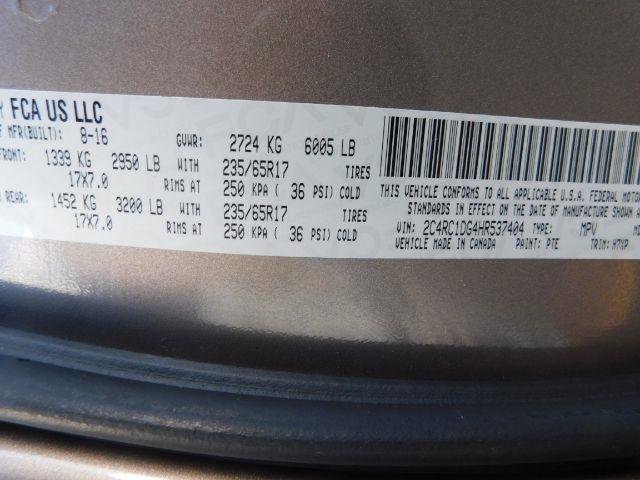 FCA US LLC
MFR(BUILT): 8-16 GVWR: 2724 KG 6005 LB
FRONT: 1339 KG 2950 LB WITH 235/65R17 TIRES
17X7.0 RIMS AT 250 KPA ( 36 PSI) COLD
REAR: 1452 KG 3200 LB WITH 235/65R17 TIRES
17X7.0 RIMS AT 250 KPA ( 36 PSI) COLD
THIS VEHICLE CONFORMS TO ALL APPLICABLE U.S.A. FEDERAL MOTOR
STANDARDS IN EFFECT ON THE DATE OF MANUFACTURE SHOWN
VIN: 2C4RC1DG4HR537404 TYPE: MPV
VEHICLE MADE IN CANADA PAINT: PTE TRIM: H7XP